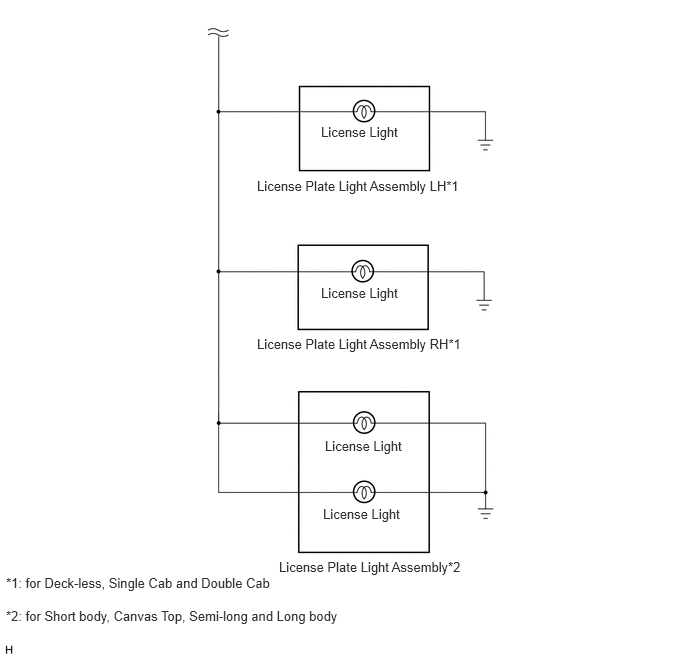 License Light
License Plate Light Assembly LH*1
License Light
License Plate Light Assembly RH*1
License Light
License Light
License Plate Light Assembly*2
*1: for Deck-less, Single Cab and Double Cab
*2: for Short body, Canvas Top, Semi-long and Long body
H